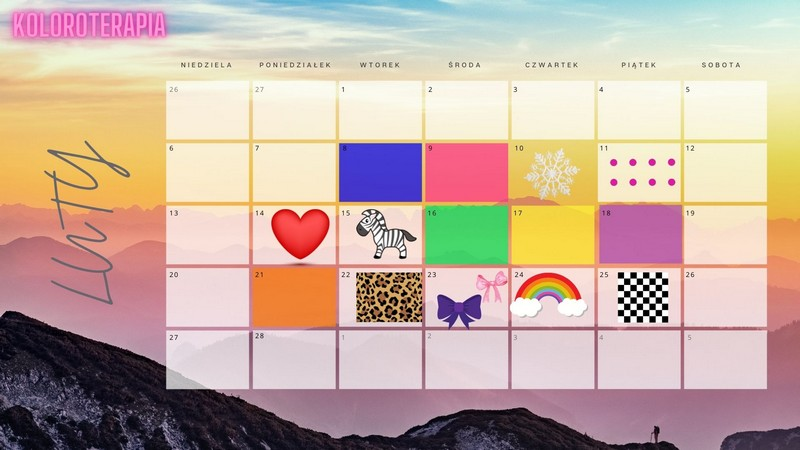 KOLOROTERAPIA
LUTY
NIEDZIELA PONIEDZIAŁEK WTOREK ŚRODA CZWARTEK PIĄTEK SOBOTA
26 27 1 2 3 4 5
6 7 8 9 10 11 12
13 14 15 16 17 18 19
20 21 22 23 24 25 26
27 28 1 2 3 4 5